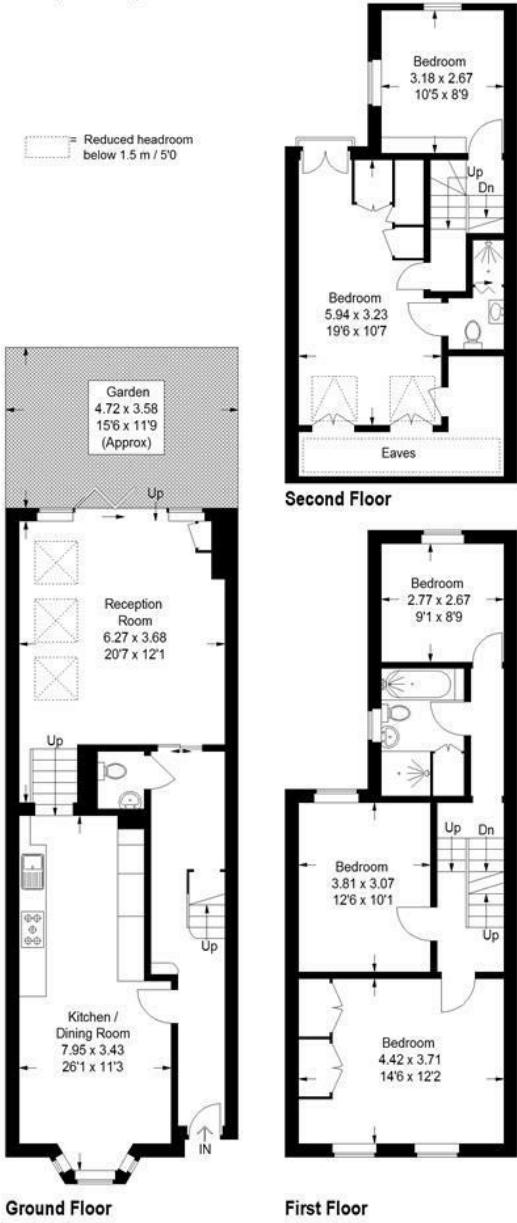 Reduced headroom
below 1.5 m / 5'0
=
Bedroom
3.18 x 2.67
10'5 x 8'9
Up
Dn
Bedroom
5.94 x 3.23
19'6 x 10'7
Eaves
Second Floor
Garden
4.72 x 3.58
15'6 x 11'9
(Approx)
Up
Reception
Room
6.27 x 3.68
20'7 x 12'1
Up
Up
Kitchen /
Dining Room
7.95 x 3.43
26'1 x 11'3
IN
Ground Floor
Bedroom
2.77 x 2.67
9'1 x 8'9
Up
Dn
Up
Bedroom
3.81 x 3.07
12'6 x 10'1
Bedroom
4.42 x 3.71
14'6 x 12'2
First Floor